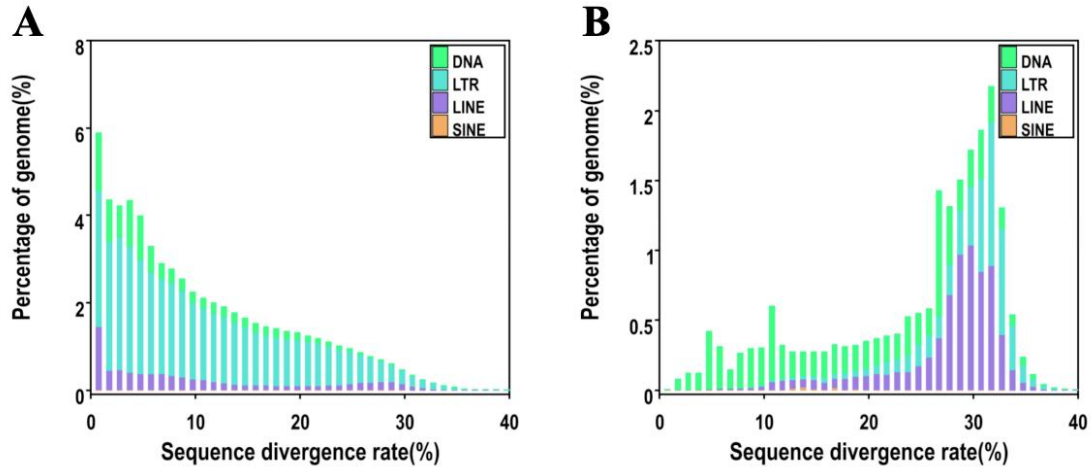 A
8
6
4
2
0
Percentage of genome(%)
DNA
LTR
LINE
SINE
0
10
20
30
40
Sequence divergence rate(%)
B
2.5
2
1.5
1
0.5
0
Percentage of genome(%)
DNA
LTR
LINE
SINE
0
10
20
30
40
Sequence divergence rate(%)